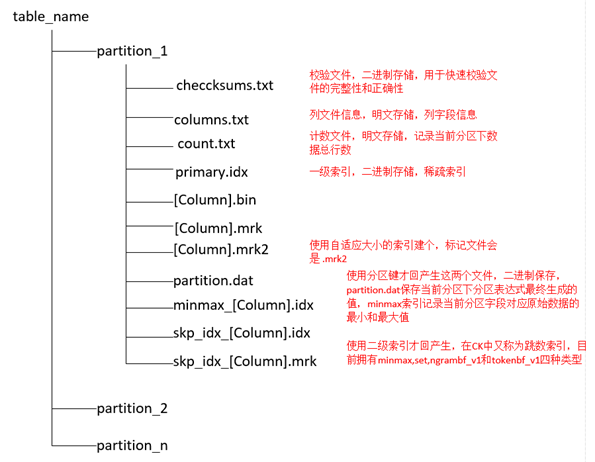 table_name
partition_1
checcksums.txt
校验文件，二进制存储，用于快速校验文
件的完整性和正确性
columns.txt
列文件信息，明文存储，列字段信息
count.txt
计数文件，明文存储，记录当前分区下数
据总行数
primary.idx
一级索引，二进制存储，稀疏索引
[Column].bin
[Column].mrk
[Column].mrk2
使用自适应大小的索引建个，标记文件会
是 .mrk2
partition.dat
使用分区键才回产生这两个文件，二进制保存，
partition.dat保存当前分区下分区表达式最终生成的
值，minmax索引记录当前分区字段对应原始数据的
最小和最大值
minmax_[Column].idx
skp_idx_[Column].idx
使用二级索引才回产生，在CK中又称为跳数索引，目
前拥有minmax,set,ngrambf_v1和tokenbf_v1四种类型
skp_idx_[Column].mrk
partition_2
partition_n